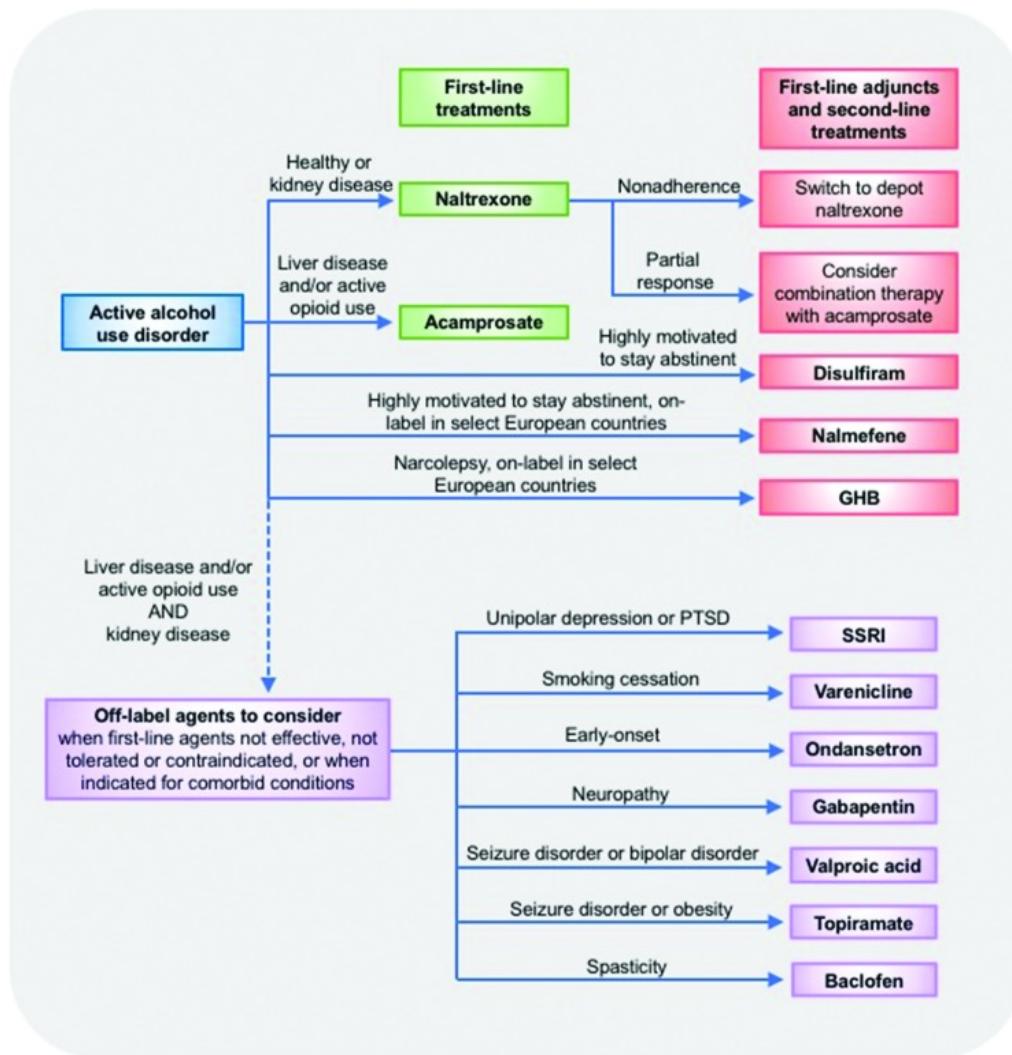 First-line
treatments
First-line adjuncts
and second-line
treatments
Healthy or
kidney disease
Naltrexone
Nonadherence
Switch to depot
naltrexone
Liver disease
and/or active
opioid use
Partial
response
Consider
combination therapy
with acamprosate
Active alcohol
use disorder
Acamprosate
Highly motivated
to stay abstinent
Disulfiram
Highly motivated to stay abstinent, on-
label in select European countries
Nalmefene
Narcolepsy, on-label in select
European countries
GHB
Liver disease and/or
active opioid use
AND
kidney disease
Off-label agents to consider
when first-line agents not effective, not
tolerated or contraindicated, or when
indicated for comorbid conditions
Unipolar depression or PTSD
SSRI
Smoking cessation
Varenicline
Early-onset
Ondansetron
Neuropathy
Gabapentin
Seizure disorder or bipolar disorder
Valproic acid
Seizure disorder or obesity
Topiramate
Spasticity
Baclofen